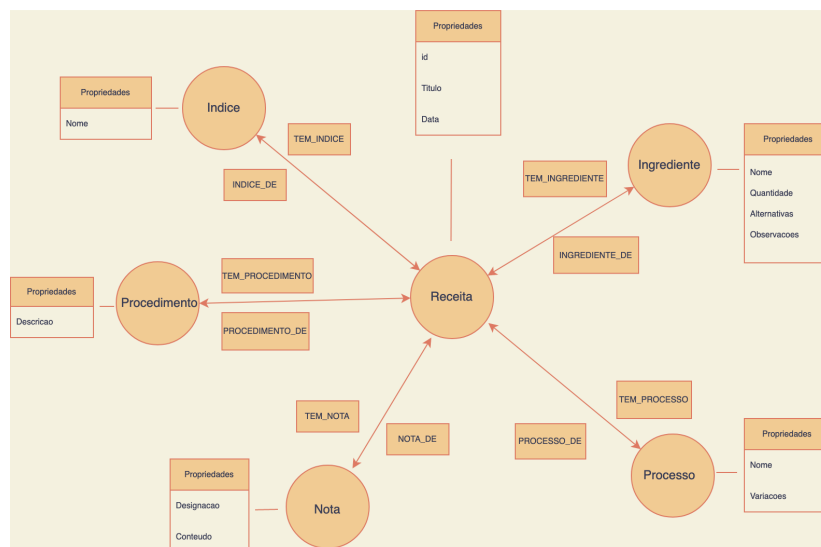 Propriedades
id
Titulo
Data
Propriedades
Nome
Indice
TEM_INDICE
INDICE_DE
Ingrediente
TEM_INGREDIENTE
INGREDIENTE_DE
Propriedades
Nome
Quantidade
Alternativas
Observacoes
Propriedades
Descricao
Procedimento
TEM_PROCEDIMENTO
PROCEDIMENTO_DE
Receita
TEM_NOTA
NOTA_DE
TEM_PROCESSO
PROCESSO_DE
Propriedades
Designacao
Conteudo
Nota
Processo
Propriedades
Nome
Variacoes